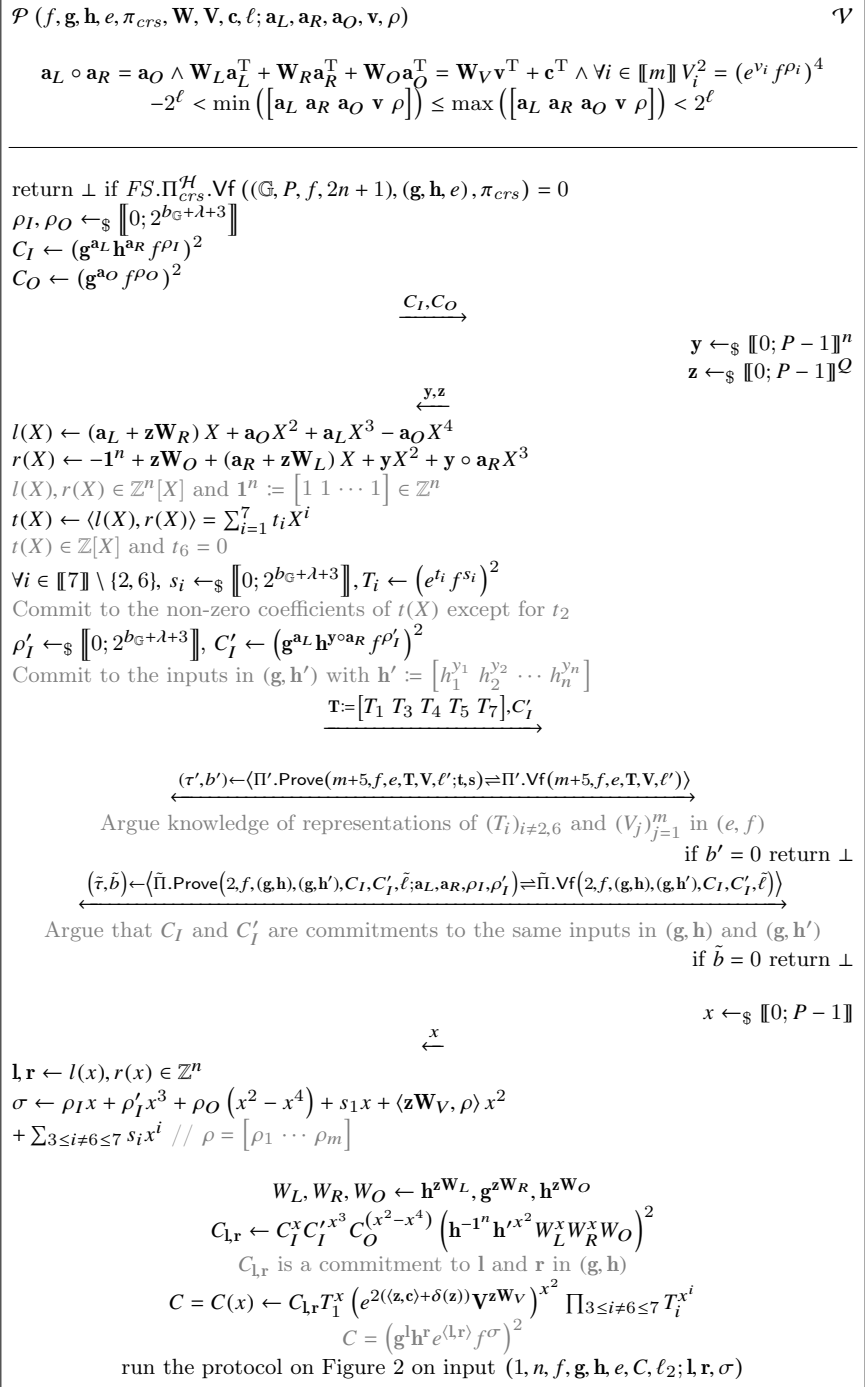 𝒫 (f, g, h, e, π_crs, W, V, c, ℓ; a_L, a_R, a_O, v, ρ) 𝒱
a_L ∘ a_R = a_O ∧ W_L a_L^T + W_R a_R^T + W_O a_O^T = W_V v^T + c^T ∧ ∀i ∈ ⟦m⟧ V_i^2 = (e^{v_i} f^{ρ_i})^4
−2^ℓ < min ([a_L a_R a_O v ρ]) ≤ max ([a_L a_R a_O v ρ]) < 2^ℓ
return ⊥ if FS.Π_crs^ℋ.Vf ((𝔾, P, f, 2n + 1), (g, h, e), π_crs) = 0
ρ_I, ρ_O ←_$ ⟦0; 2^{b_𝔾+λ+3}⟧
C_I ← (g^{a_L} h^{a_R} f^{ρ_I})^2
C_O ← (g^{a_O} f^{ρ_O})^2
C_I, C_O
y ←_$ ⟦0; P − 1⟧^n
z ←_$ ⟦0; P − 1⟧^Q
y,z
l(X) ← (a_L + zW_R) X + a_O X^2 + a_L X^3 − a_O X^4
r(X) ← −1^n + zW_O + (a_R + zW_L) X + yX^2 + y ∘ a_R X^3
l(X), r(X) ∈ ℤ^n[X] and 1^n ≔ [1 1 ⋯ 1] ∈ ℤ^n
t(X) ← ⟨l(X), r(X)⟩ = ∑_{i=1}^7 t_i X^i
t(X) ∈ ℤ[X] and t_6 = 0
∀i ∈ ⟦7⟧ \ {2, 6}, s_i ←_$ ⟦0; 2^{b_𝔾+λ+3}⟧, T_i ← (e^{t_i} f^{s_i})^2
Commit to the non-zero coefficients of t(X) except for t_2
ρ'_I ←_$ ⟦0; 2^{b_𝔾+λ+3}⟧, C'_I ← (g^{a_L} h^{y∘a_R} f^{ρ'_I})^2
Commit to the inputs in (g, h') with h' ≔ [h_1^{y_1} h_2^{y_2} ⋯ h_n^{y_n}]
T≔[T_1 T_3 T_4 T_5 T_7], C'_I
(τ', b')←⟨Π'.Prove(m+5, f, e, T, V, ℓ'; t, s)⇌Π'.Vf(m+5, f, e, T, V, ℓ')⟩
Argue knowledge of representations of (T_i)_{i≠2,6} and (V_j)_{j=1}^m in (e, f)
if b' = 0 return ⊥
(τ̃, b̃)←⟨Π̃.Prove(2, f, (g,h), (g,h'), C_I, C'_I, ℓ̃; a_L, a_R, ρ_I, ρ'_I)⇌Π̃.Vf(2, f, (g,h), (g,h'), C_I, C'_I, ℓ̃)⟩
Argue that C_I and C'_I are commitments to the same inputs in (g, h) and (g, h')
if b̃ = 0 return ⊥
x ←_$ ⟦0; P − 1⟧
x
l, r ← l(x), r(x) ∈ ℤ^n
σ ← ρ_I x + ρ'_I x^3 + ρ_O (x^2 − x^4) + s_1 x + ⟨zW_V, ρ⟩ x^2
+ ∑_{3≤i≠6≤7} s_i x^i // ρ = [ρ_1 ⋯ ρ_m]
W_L, W_R, W_O ← h^{zW_L}, g^{zW_R}, h^{zW_O}
C_{l,r} ← C_I^x C'_I^{x^3} C_O^{(x^2−x^4)} (h^{−1^n} h'^{x^2} W_L^x W_R^x W_O)^2
C_{l,r} is a commitment to l and r in (g, h)
C = C(x) ← C_{l,r} T_1^x (e^{2(⟨z,c⟩+δ(z))} V^{zW_V})^{x^2} ∏_{3≤i≠6≤7} T_i^{x^i}
C = (g^l h^r e^{⟨l,r⟩} f^σ)^2
run the protocol on Figure 2 on input (1, n, f, g, h, e, C, ℓ_2; l, r, σ)